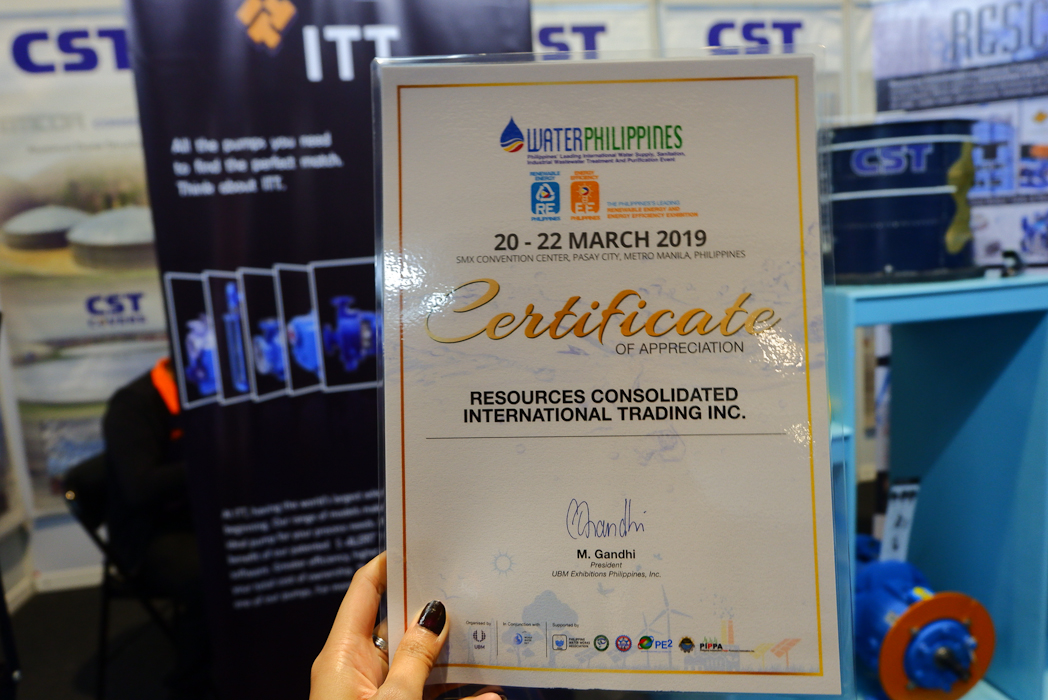 CST
ITT
CST
CST
All the pumps you need
to find the perfect match.
Think about ITT.
CST
COVERS
CST
WATERPHILIPPINES
Philippines' Leading International Water Supply, Sanitation,
Industrial Wastewater Treatment And Purification Event
RENEWABLE
ENERGY
RE
PHILIPPINES
ENERGY
EFFICIENCY
EE
PHILIPPINES
THE PHILIPPINES'S LEADING
RENEWABLE ENERGY AND
ENERGY EFFICIENCY EXHIBITION
20 - 22 MARCH 2019
SMX CONVENTION CENTER, PASAY CITY, METRO MANILA, PHILIPPINES
Certificate
OF APPRECIATION
RESOURCES CONSOLIDATED
INTERNATIONAL TRADING INC.
Gandhi
M. Gandhi
President
UBM Exhibitions Philippines, Inc.
Organised by
UBM
In Conjunction with
Supported by
PE2
PIPPA